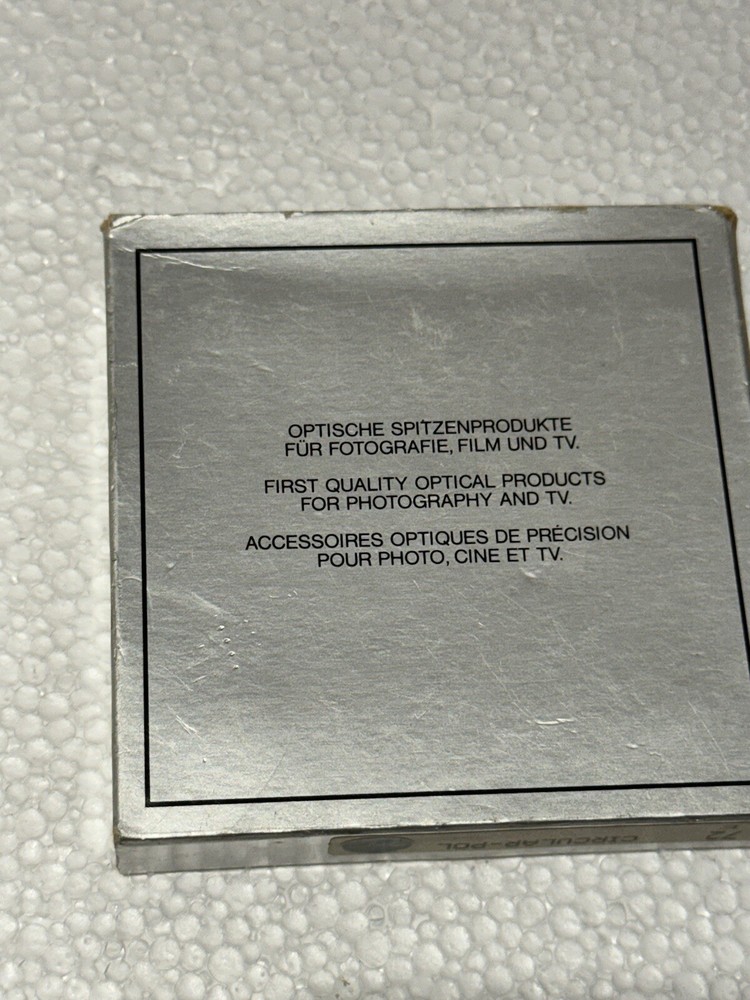 OPTISCHE SPITZENPRODUKTE
FÜR FOTOGRAFIE, FILM UND TV.
FIRST QUALITY OPTICAL PRODUCTS
FOR PHOTOGRAPHY AND TV.
ACCESSOIRES OPTIQUES DE PRÉCISION
POUR PHOTO, CINE ET TV.
CIRCULAR-POL 72